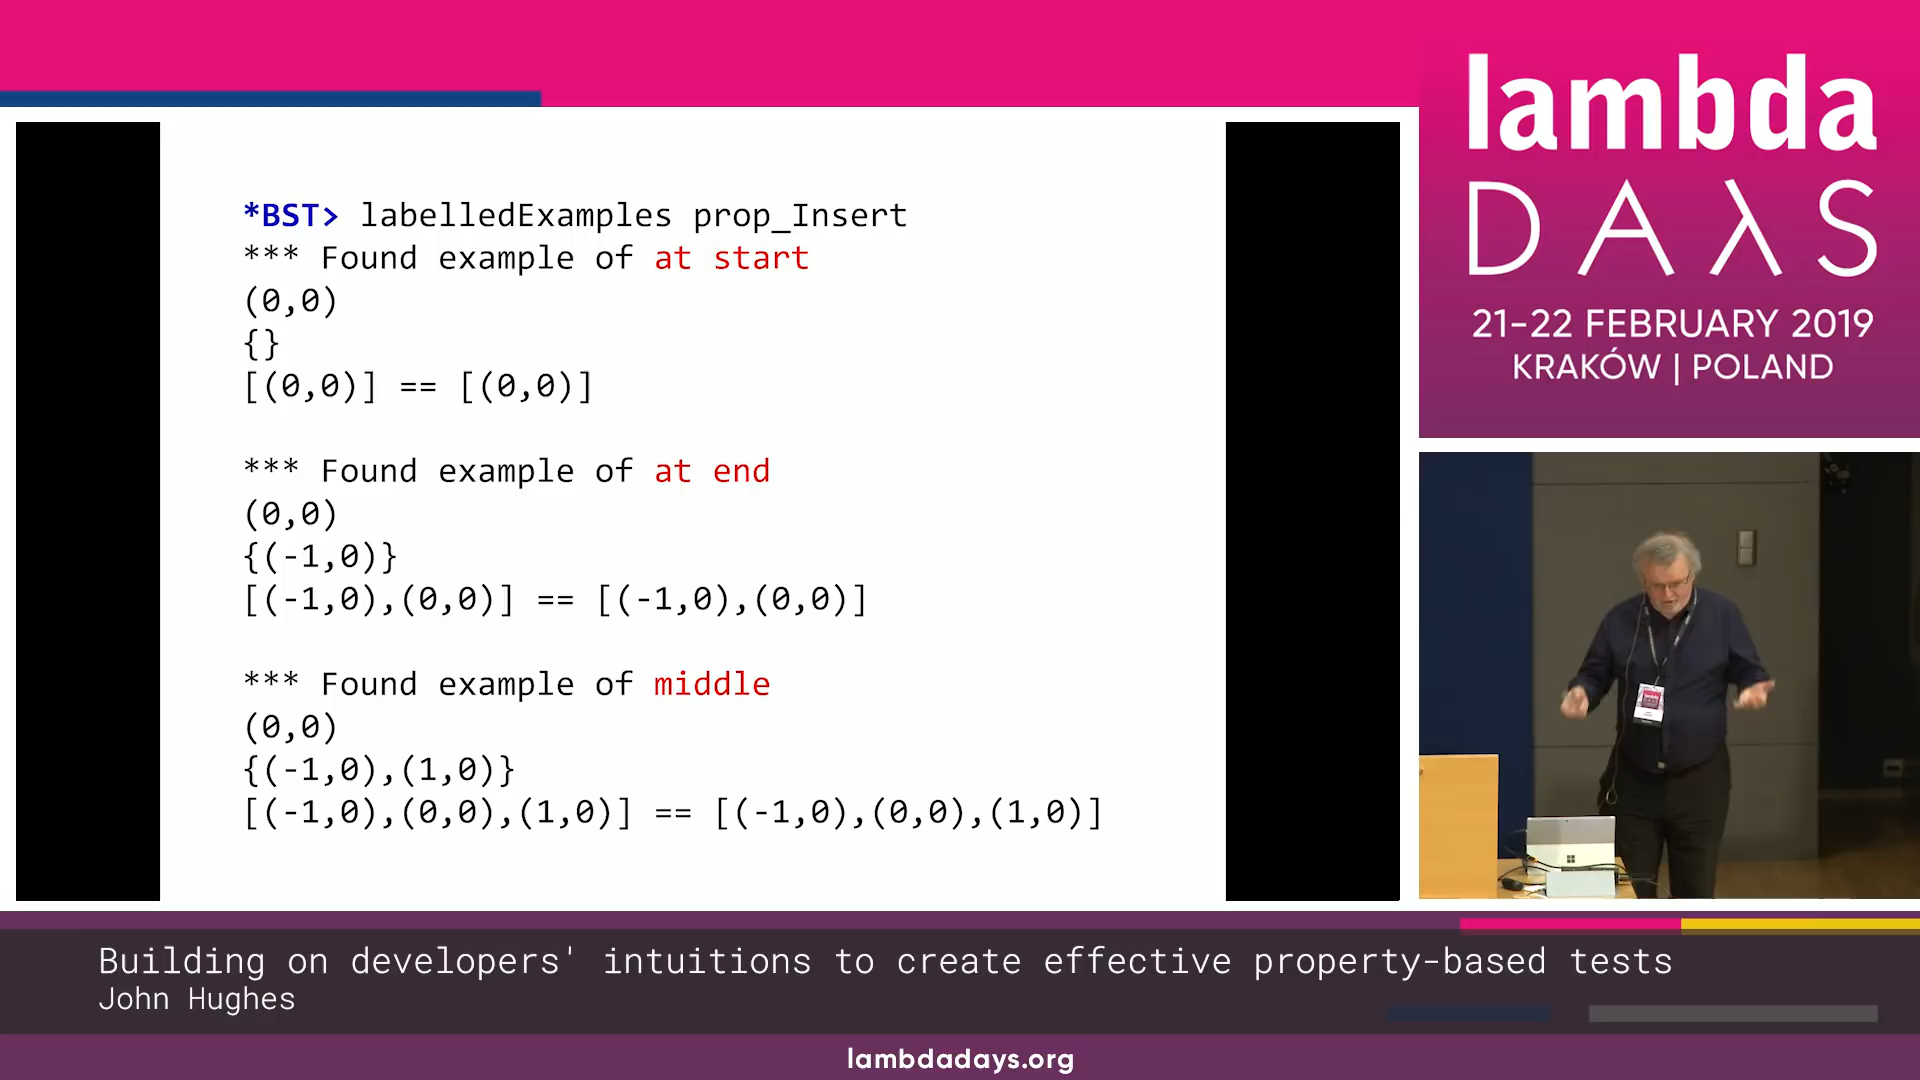 *BST> labelledExamples prop_Insert
*** Found example of at start
(0,0)
{}
[(0,0)] == [(0,0)]
*** Found example of at end
(0,0)
{(-1,0)}
[(-1,0),(0,0)] == [(-1,0),(0,0)]
*** Found example of middle
(0,0)
{(-1,0),(1,0)}
[(-1,0),(0,0),(1,0)] == [(-1,0),(0,0),(1,0)]
lambda
DAλS
21-22 FEBRUARY 2019
KRAKÓW | POLAND
Building on developers' intuitions to create effective property-based tests
John Hughes
lambdadays.org